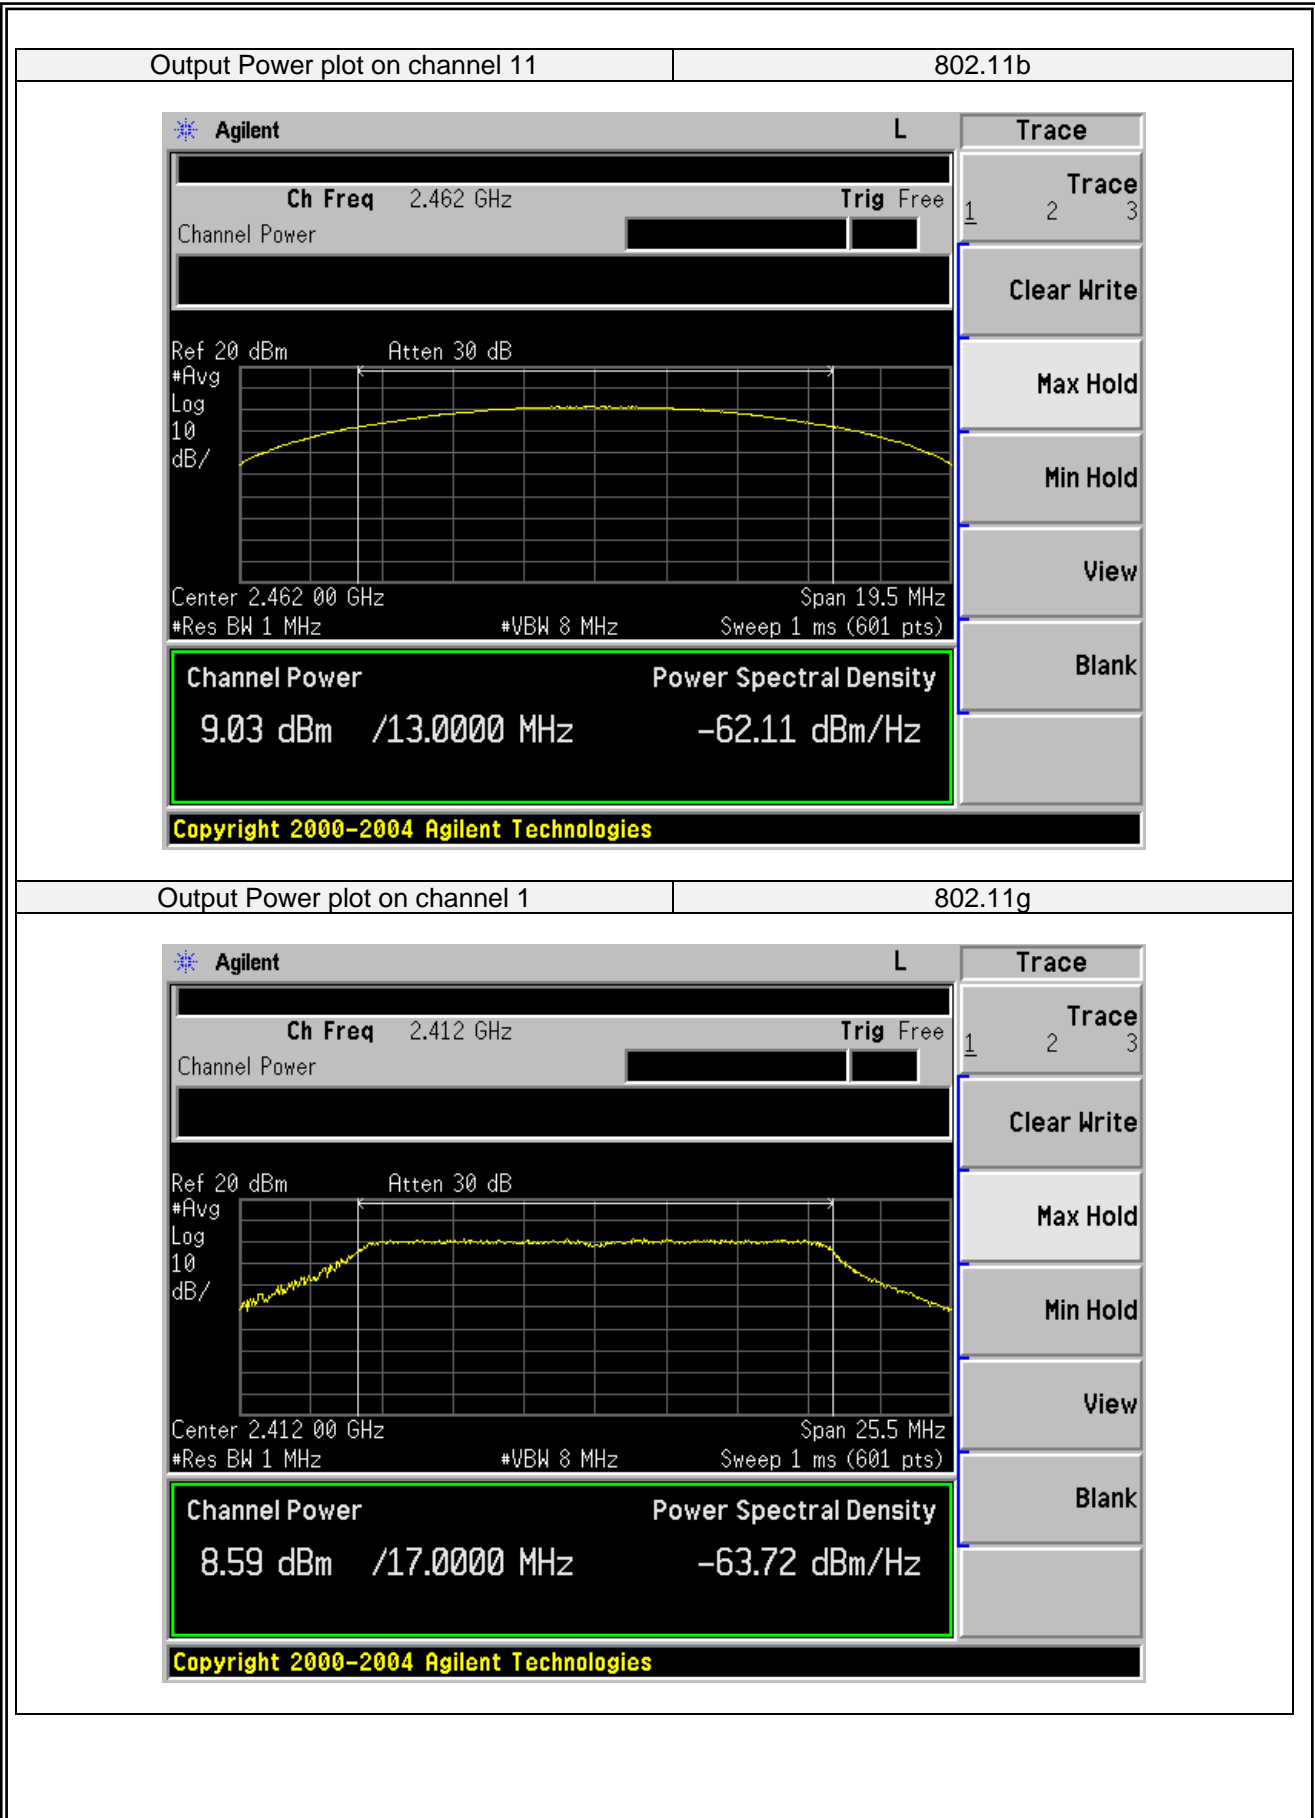 Output Power plot on channel 11 802.11b
Agilent L Trace
Ch Freq 2.462 GHz Trig Free
Channel Power
Trace
1 2 3
Clear Write
Ref 20 dBm Atten 30 dB
#Avg
Log
10
dB/
Max Hold
Min Hold
View
Center 2.462 00 GHz Span 19.5 MHz
#Res BW 1 MHz #VBW 8 MHz Sweep 1 ms (601 pts)
Blank
Channel Power Power Spectral Density
9.03 dBm /13.0000 MHz -62.11 dBm/Hz
Copyright 2000-2004 Agilent Technologies
Output Power plot on channel 1 802.11g
Agilent L Trace
Ch Freq 2.412 GHz Trig Free
Channel Power
Trace
1 2 3
Clear Write
Ref 20 dBm Atten 30 dB
#Avg
Log
10
dB/
Max Hold
Min Hold
View
Center 2.412 00 GHz Span 25.5 MHz
#Res BW 1 MHz #VBW 8 MHz Sweep 1 ms (601 pts)
Blank
Channel Power Power Spectral Density
8.59 dBm /17.0000 MHz -63.72 dBm/Hz
Copyright 2000-2004 Agilent Technologies